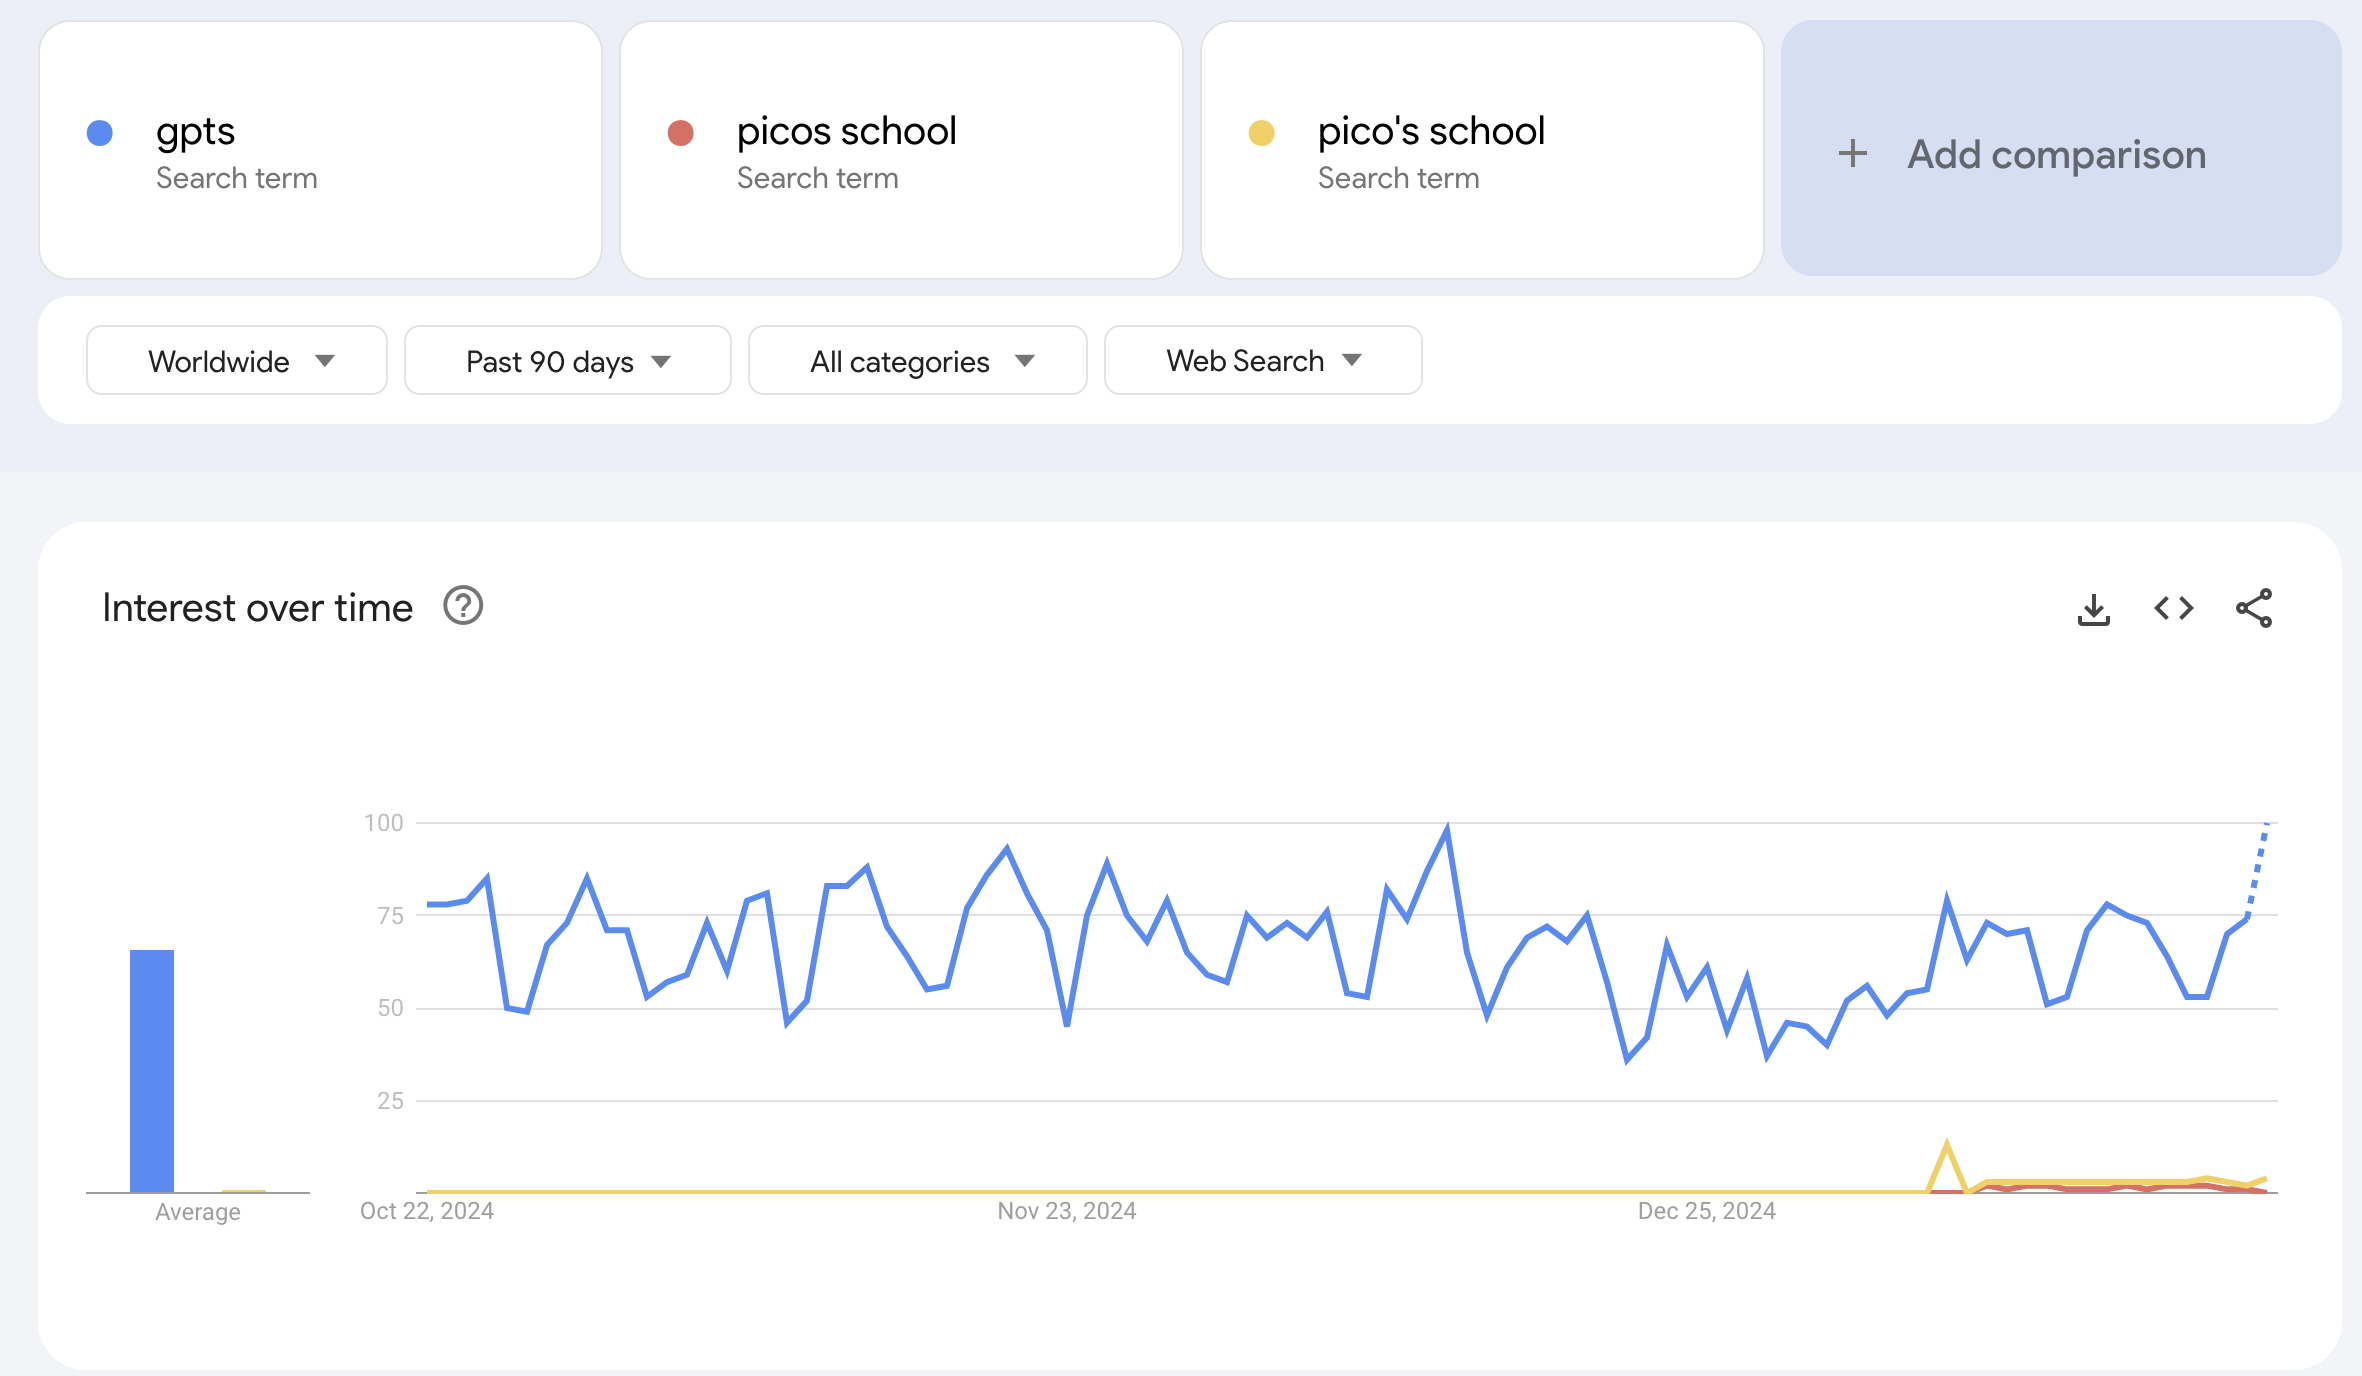 gpts
Search term
picos school
Search term
pico's school
Search term
+ Add comparison
Worldwide
Past 90 days
All categories
Web Search
Interest over time
?
100
75
50
25
Average
Oct 22, 2024
Nov 23, 2024
Dec 25, 2024